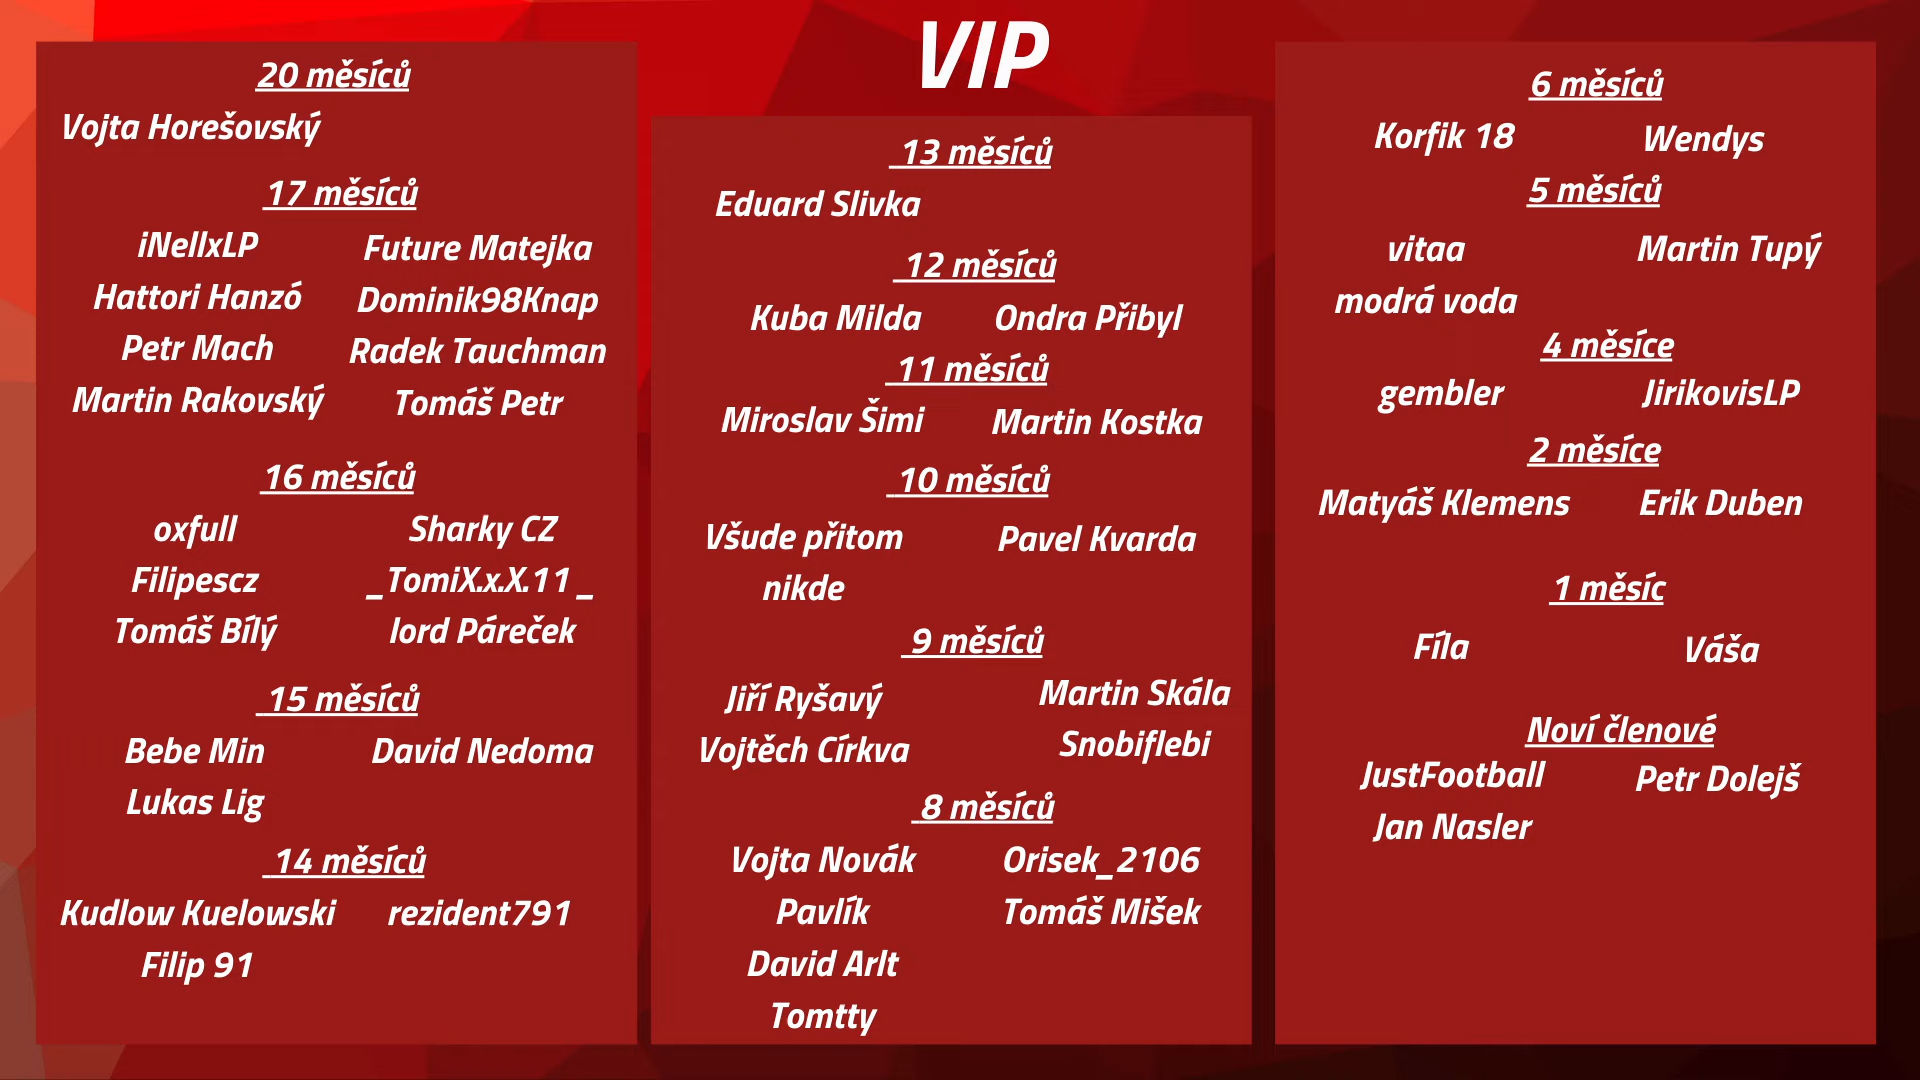 VIP
20 měsíců
Vojta Horešovský
17 měsíců
iNellxLP
Future Matejka
Hattori Hanzó
Dominik98Knap
Petr Mach
Radek Tauchman
Martin Rakovský
Tomáš Petr
16 měsíců
oxfull
Sharky CZ
Filipescz
_TomiX.x.X.11_
Tomáš Bílý
lord Páreček
15 měsíců
Bebe Min
David Nedoma
Lukas Lig
14 měsíců
Kudlow Kuelowski
rezident791
Filip 91
13 měsíců
Eduard Slivka
12 měsíců
Kuba Milda
Ondra Přibyl
11 měsíců
Miroslav Šimi
Martin Kostka
10 měsíců
Všude přitom
nikde
Pavel Kvarda
9 měsíců
Jiří Ryšavý
Martin Skála
Vojtěch Církva
Snobiflebi
8 měsíců
Vojta Novák
Orisek_2106
Pavlík
Tomáš Mišek
David Arlt
Tomtty
6 měsíců
Korfik 18
Wendys
5 měsíců
vitaa
Martin Tupý
modrá voda
4 měsíce
gembler
JirikovisLP
2 měsíce
Matyáš Klemens
Erik Duben
1 měsíc
Fíla
Váša
Noví členové
JustFootball
Petr Dolejš
Jan Nasler